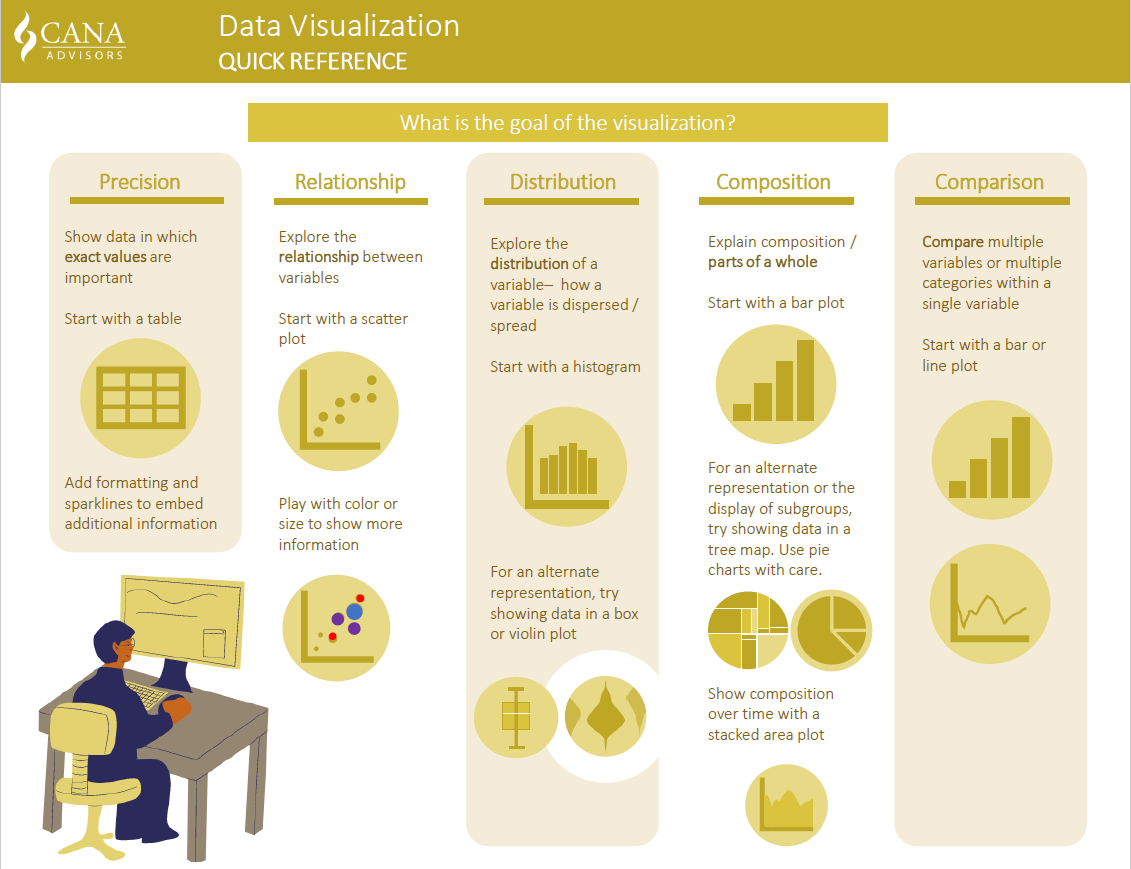 CANA
ADVISORS
Data Visualization
QUICK REFERENCE
What is the goal of the visualization?
Precision
Show data in which
exact values are
important
Start with a table
Add formatting and
sparklines to embed
additional information
Relationship
Explore the
relationship between
variables
Start with a scatter
plot
Play with color or
size to show more
information
Distribution
Explore the
distribution of a
variable– how a
variable is dispersed /
spread
Start with a histogram
For an alternate
representation, try
showing data in a box
or violin plot
Composition
Explain composition /
parts of a whole
Start with a bar plot
For an alternate
representation or the
display of subgroups,
try showing data in a
tree map. Use pie
charts with care.
Show composition
over time with a
stacked area plot
Comparison
Compare multiple
variables or multiple
categories within a
single variable
Start with a bar or
line plot